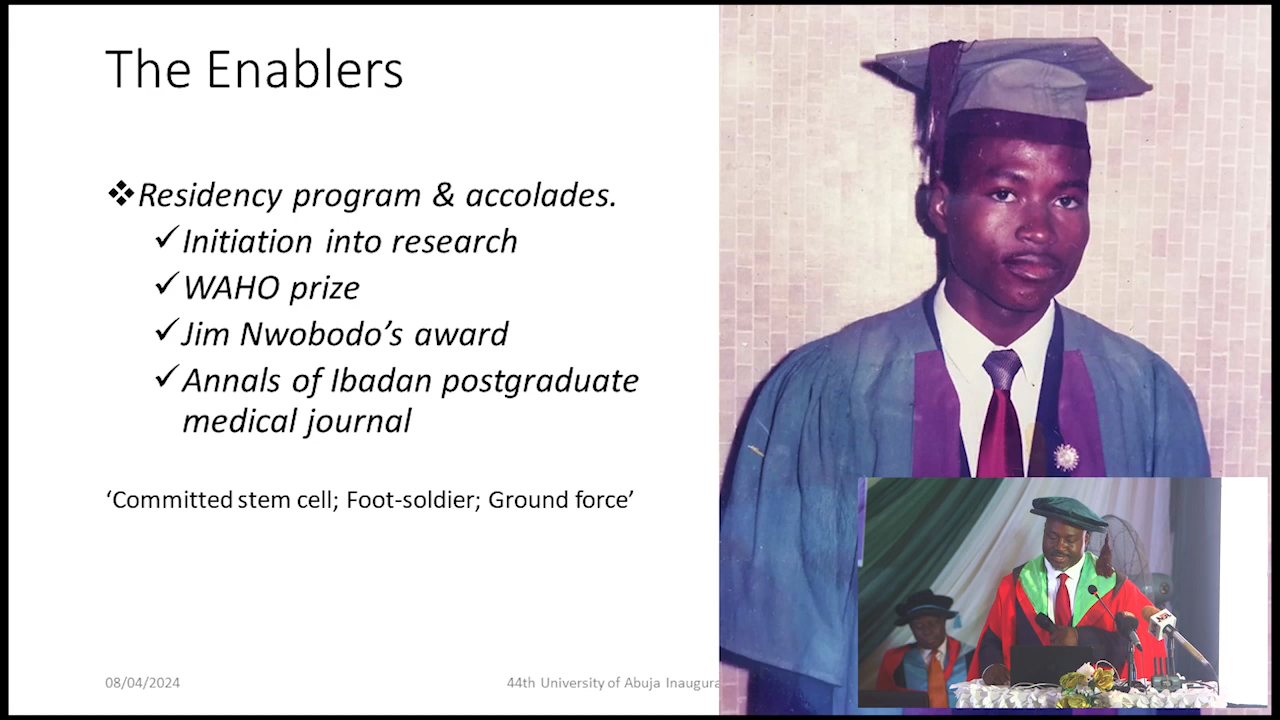 The Enablers
❖Residency program & accolades.
✓Initiation into research
✓WAHO prize
✓Jim Nwobodo’s award
✓Annals of Ibadan postgraduate
medical journal
‘Committed stem cell; Foot-soldier; Ground force’
08/04/2024
44th University of Abuja Inaugura